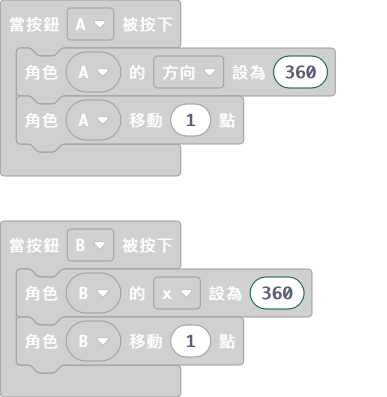 當按鈕 A 被按下
角色 A 的 方向 設為 360
角色 A 移動 1 點
當按鈕 B 被按下
角色 B 的 x 設為 360
角色 B 移動 1 點